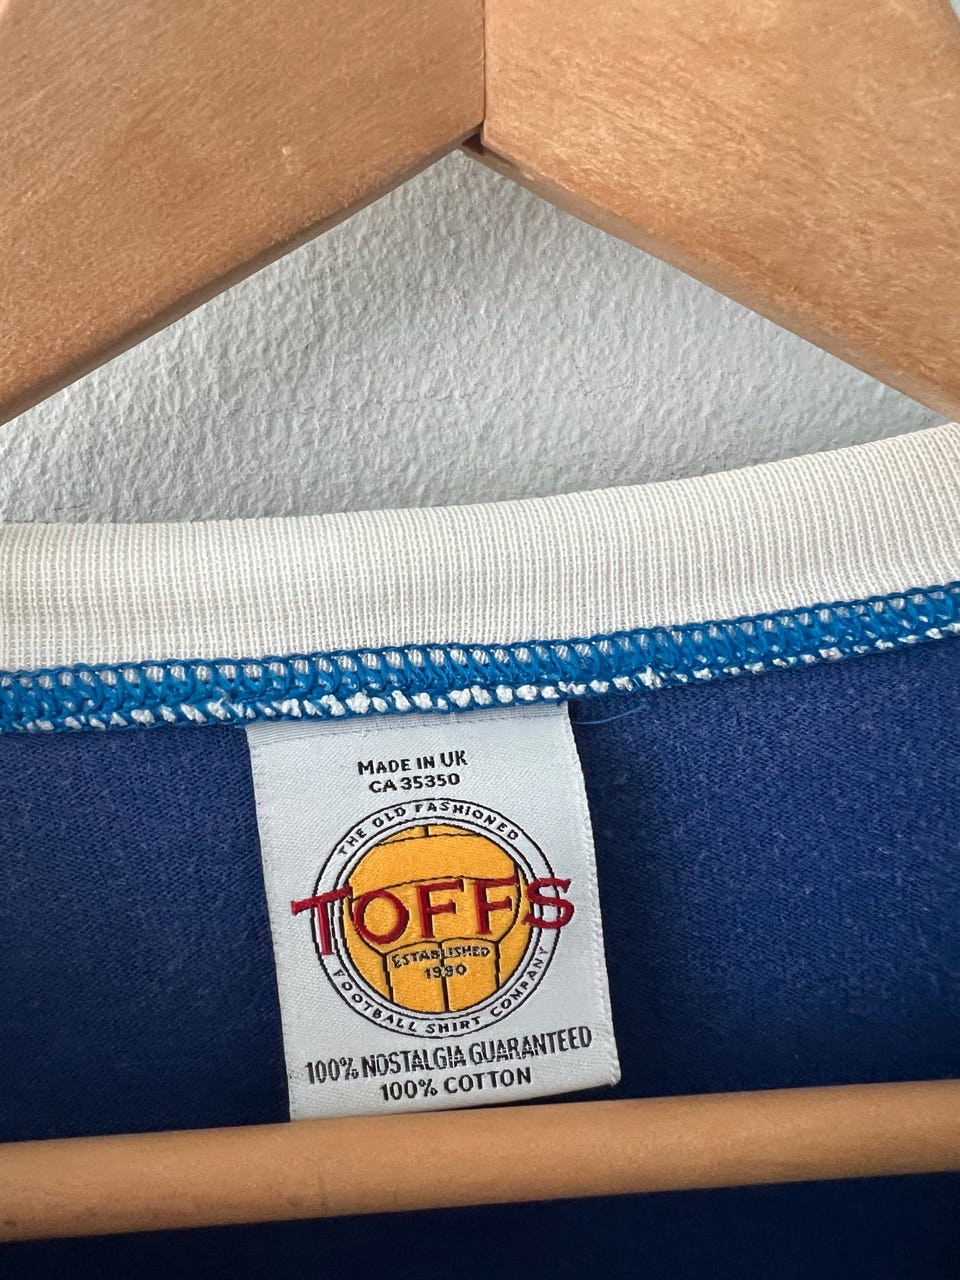 MADE IN UK
CA 35350
THE OLD FASHIONED
TOFFS
ESTABLISHED
1990
FOOTBALL SHIRT COMPANY
100% NOSTALGIA GUARANTEED
100% COTTON